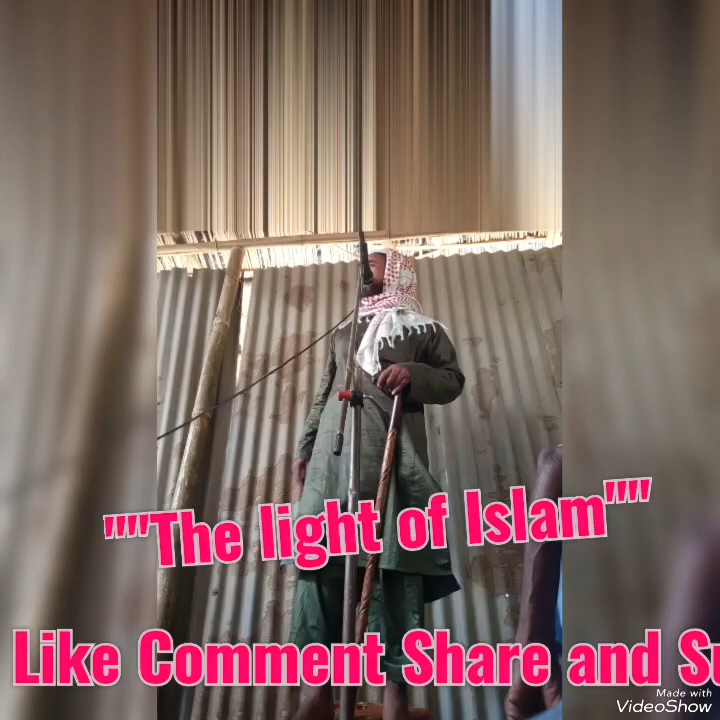 ""The light of Islam""
Like Comment Share and Su
Made with
VideoShow